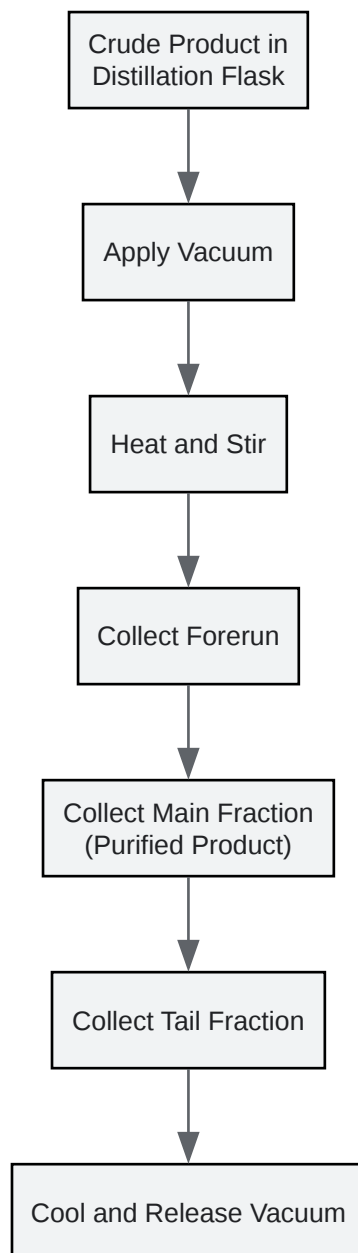 Crude Product in
Distillation Flask
Apply Vacuum
Heat and Stir
Collect Forerun
Collect Main Fraction
(Purified Product)
Collect Tail Fraction
Cool and Release Vacuum